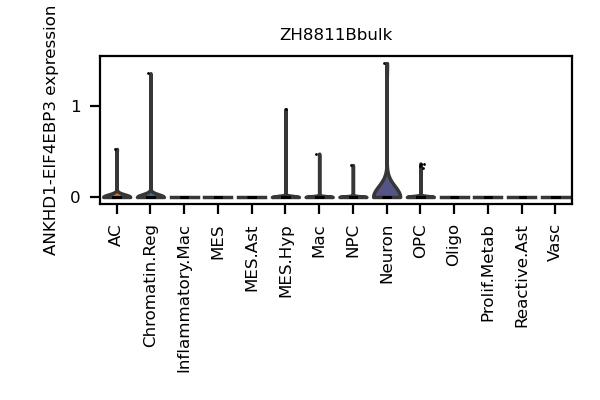 ZH8811Bbulk
ANKHD1-EIF4EBP3 expression
1
0
AC
Chromatin.Reg
Inflammatory.Mac
MES
MES.Ast
MES.Hyp
Mac
NPC
Neuron
OPC
Oligo
Prolif.Metab
Reactive.Ast
Vasc